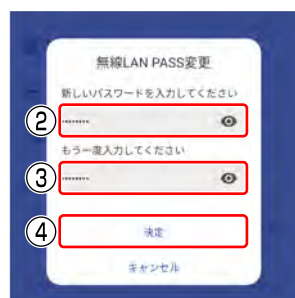 無線LAN PASS変更
新しいパスワードを入力してください
②
........
もう一度入力してください
③
........
④ 決定
キャンセル